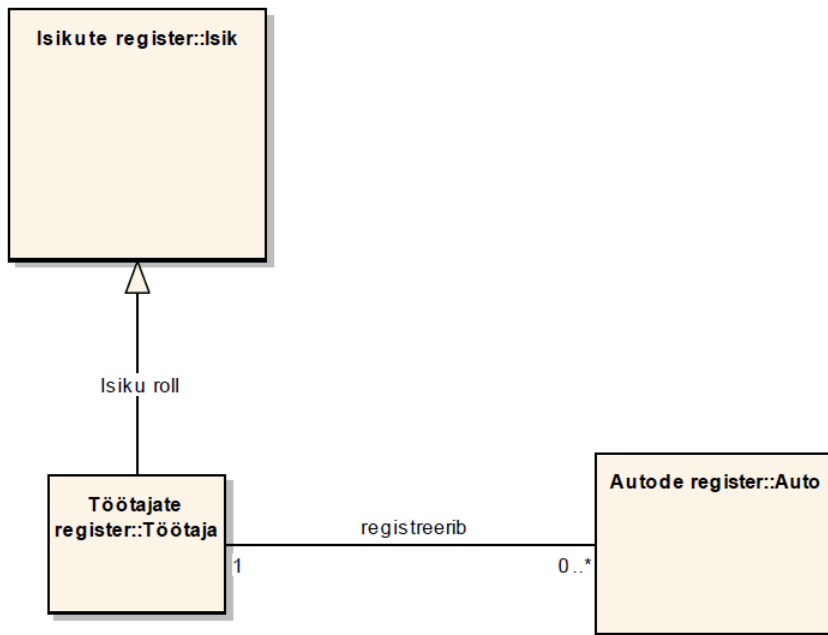 Isikute register::Isik
Isiku roll
Töötajate
register::Töötaja
registreerib
1
0..*
Autode register::Auto